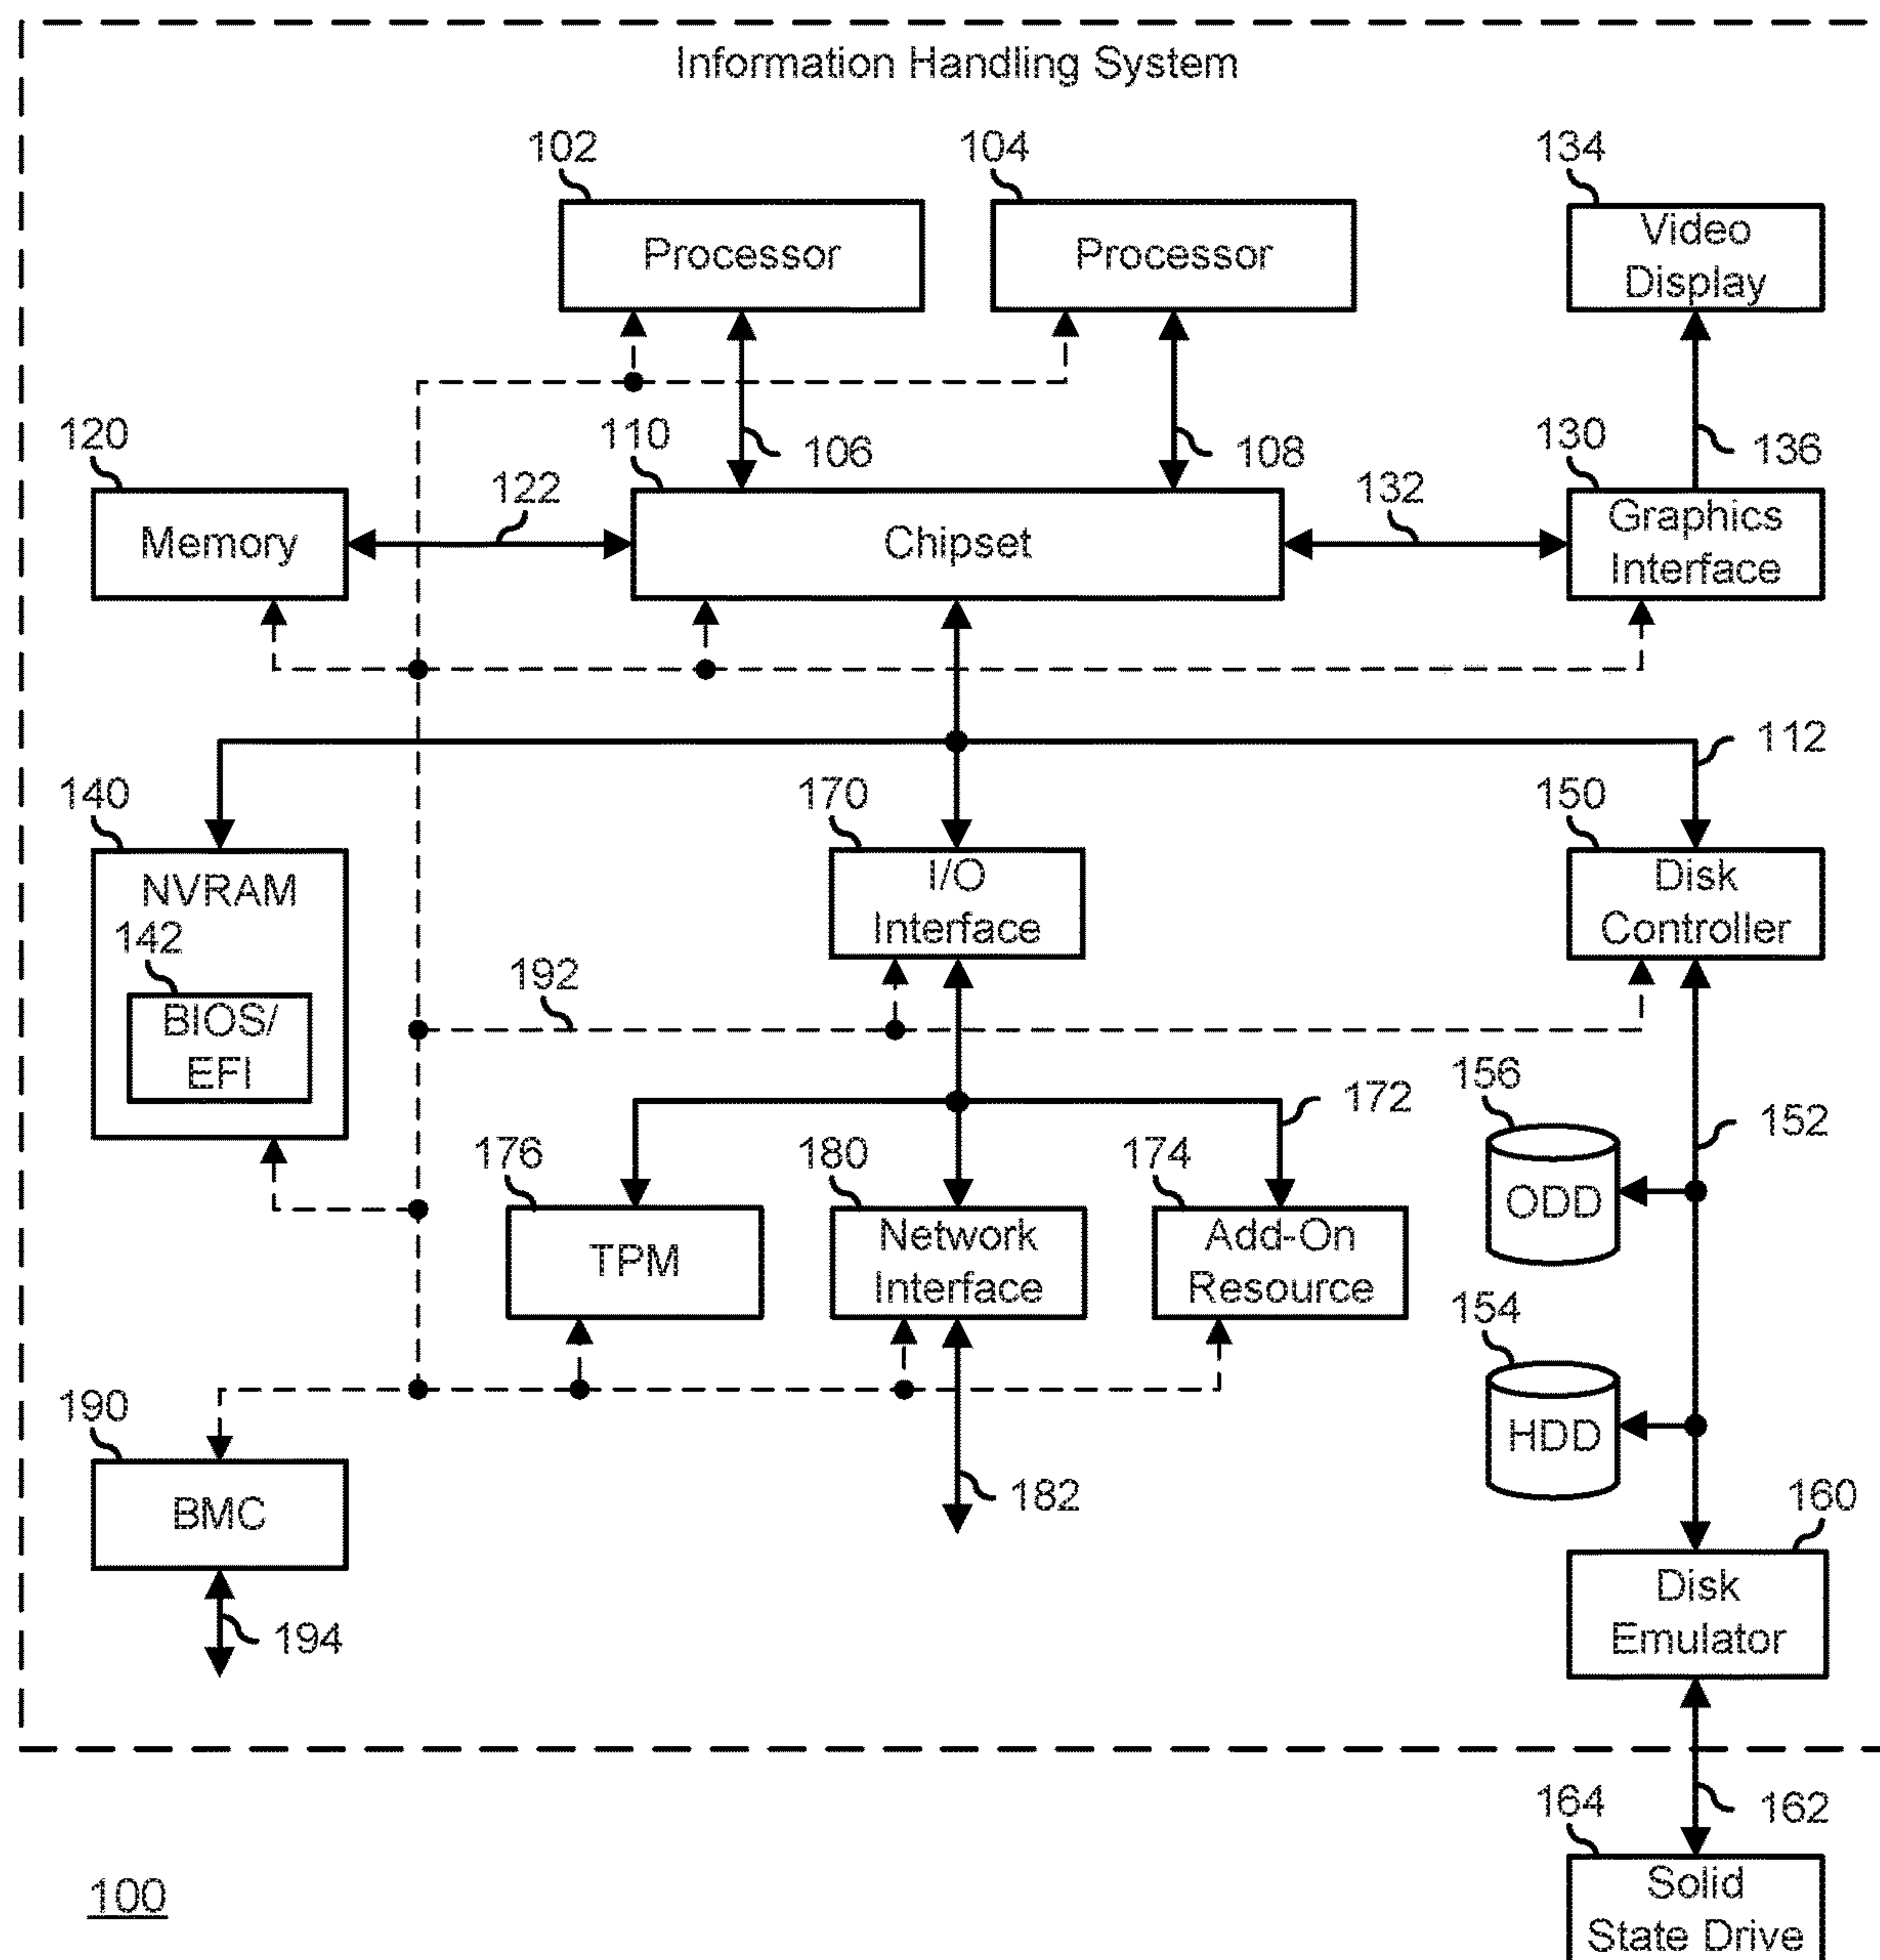 Information Handling System
102
104
134
Processor
Processor
Video
Display
120
110
106
108
130
136
122
132
Memory
Chipset
Graphics
Interface
112
140
170
150
NVRAM
I/O
Interface
Disk
Controller
142
BIOS/
EFI
192
156
172
152
176
180
174
ODD
TPM
Network
Interface
Add-On
Resource
154
190
HDD
BMC
182
160
194
Disk
Emulator
164
162
100
Solid
State Drive